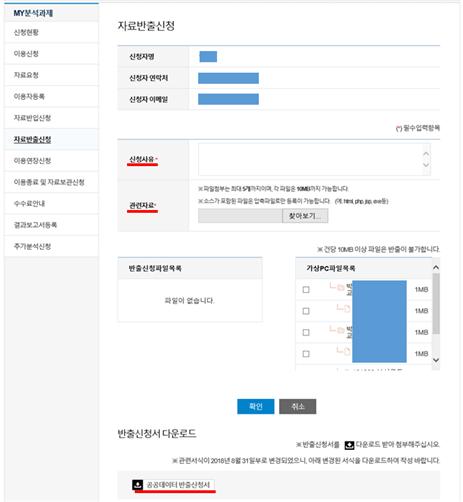 MY분석과제
신청현황
이용신청
자료요청
이용자등록
자료반입신청
자료반출신청
이용연장신청
이용종료 및 자료보관신청
수수료안내
결과보고서등록
추가분석신청
자료반출신청
신청자명
신청자 연락처
신청자 이메일
(*) 필수입력항목
신청사유 *
관련자료*
※ 파일첨부는 최대 5개까지이며, 각 파일은 10MB까지 가능합니다.
※ 소스가 포함된 파일은 압축파일로만 등록이 가능합니다. (예: html, php, jsp, exe등)
찾아보기...
※ 건당 10MB 이상 파일은 반출이 불가합니다.
반출신청파일목록
파일이 없습니다.
가상PC파일목록
1MB
1MB
1MB
1MB
확인 취소
반출신청서 다운로드
※ 반출신청서를 다운로드 받아 첨부해주십시오.
※ 관련서식이 2018년 8월 31일부로 변경되었으니, 아래 변경된 서식을 다운로드하여 작성 바랍니다.
공공데이터 반출신청서